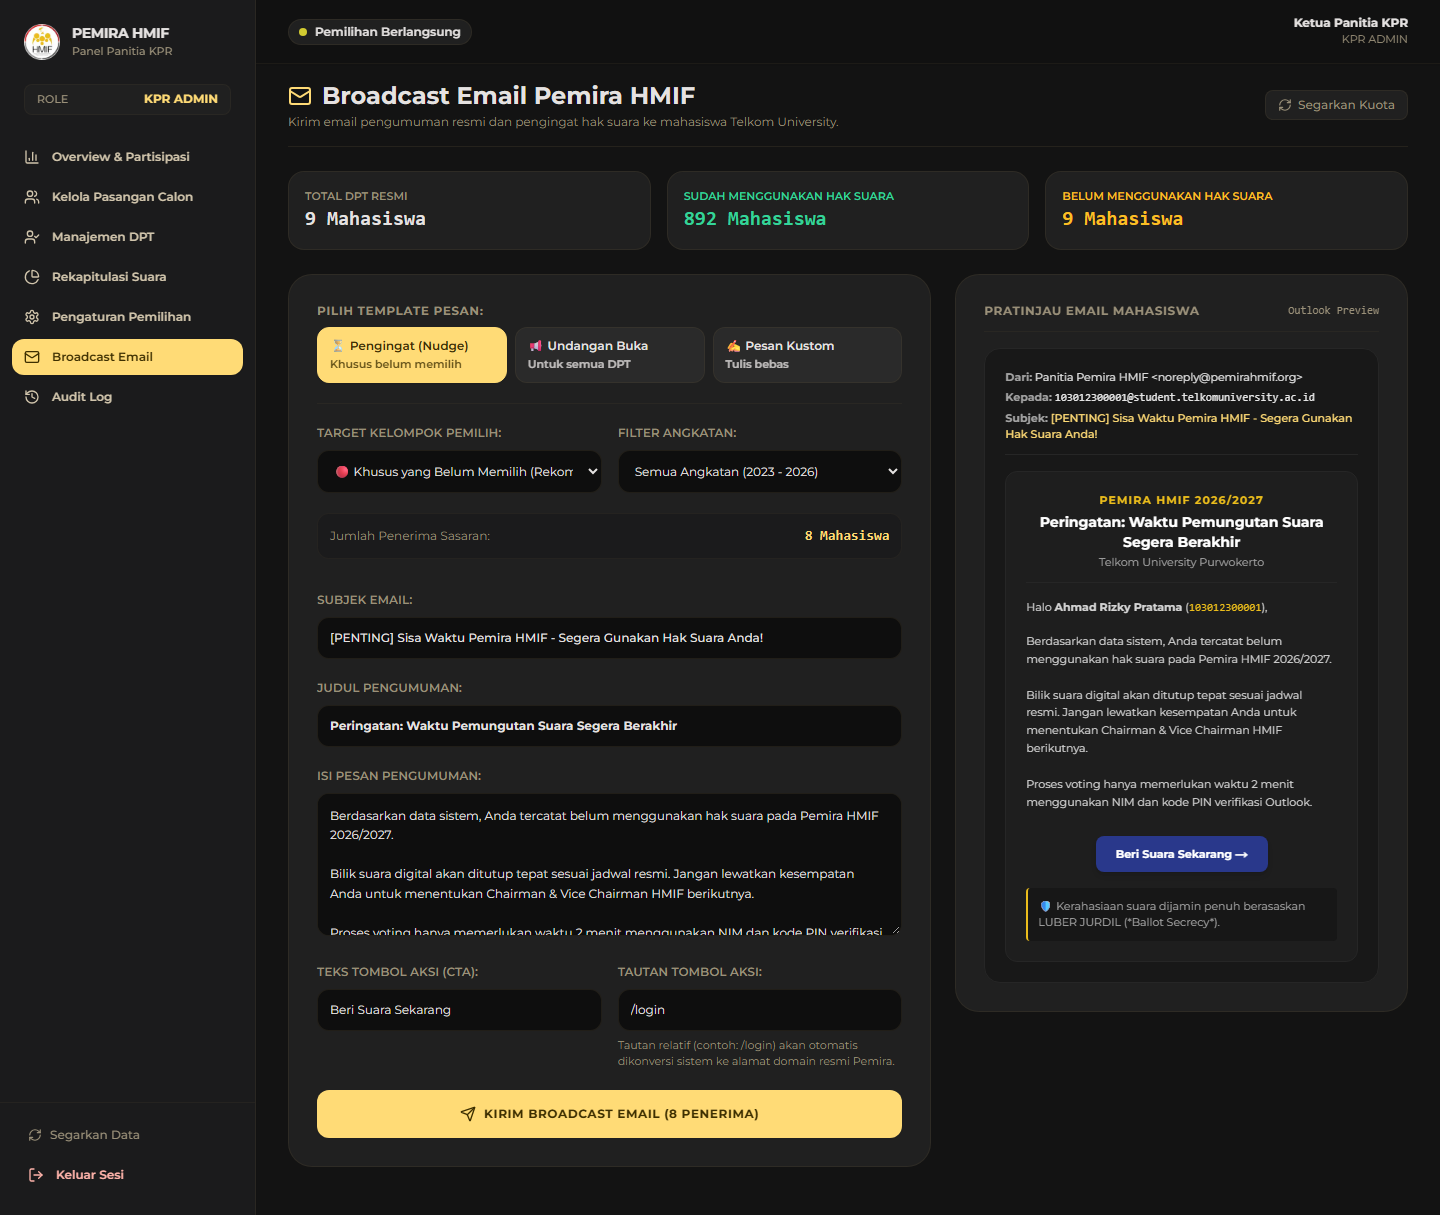 PEMIRA HMIF
Panel Panitia KPR
HMIF
ROLE
KPR ADMIN
Overview & Partisipasi
Kelola Pasangan Calon
Manajemen DPT
Rekapitulasi Suara
Pengaturan Pemilihan
Broadcast Email
Audit Log
Segarkan Data
Keluar Sesi
Pemilihan Berlangsung
Ketua Panitia KPR
KPR ADMIN
Broadcast Email Pemira HMIF
Kirim email pengumuman resmi dan pengingat hak suara ke mahasiswa Telkom University.
Segarkan Kuota
TOTAL DPT RESMI
9 Mahasiswa
SUDAH MENGGUNAKAN HAK SUARA
892 Mahasiswa
BELUM MENGGUNAKAN HAK SUARA
9 Mahasiswa
PILIH TEMPLATE PESAN:
⏳ Pengingat (Nudge)
Khusus belum memilih
📢 Undangan Buka
Untuk semua DPT
✍️ Pesan Kustom
Tulis bebas
TARGET KELOMPOK PEMILIH:
🔴 Khusus yang Belum Memilih (Rekom
FILTER ANGKATAN:
Semua Angkatan (2023 - 2026)
Jumlah Penerima Sasaran:
8 Mahasiswa
SUBJEK EMAIL:
[PENTING] Sisa Waktu Pemira HMIF - Segera Gunakan Hak Suara Anda!
JUDUL PENGUMUMAN:
Peringatan: Waktu Pemungutan Suara Segera Berakhir
ISI PESAN PENGUMUMAN:
Berdasarkan data sistem, Anda tercatat belum menggunakan hak suara pada Pemira HMIF
2026/2027.
Bilik suara digital akan ditutup tepat sesuai jadwal resmi. Jangan lewatkan kesempatan
Anda untuk menentukan Chairman & Vice Chairman HMIF berikutnya.
Proses voting hanya memerlukan waktu 2 menit menggunakan NIM dan kode PIN verifikasi
TEKS TOMBOL AKSI (CTA):
Beri Suara Sekarang
TAUTAN TOMBOL AKSI:
/login
Tautan relatif (contoh: /login) akan otomatis
dikonversi sistem ke alamat domain resmi Pemira.
KIRIM BROADCAST EMAIL (8 PENERIMA)
PRATINJAU EMAIL MAHASISWA
Outlook Preview
Dari: Panitia Pemira HMIF <noreply@pemirahmif.org>
Kepada: 103012300001@student.telkomuniversity.ac.id
Subjek: [PENTING] Sisa Waktu Pemira HMIF - Segera Gunakan
Hak Suara Anda!
PEMIRA HMIF 2026/2027
Peringatan: Waktu Pemungutan Suara
Segera Berakhir
Telkom University Purwokerto
Halo Ahmad Rizky Pratama (103012300001),
Berdasarkan data sistem, Anda tercatat belum
menggunakan hak suara pada Pemira HMIF 2026/2027.
Bilik suara digital akan ditutup tepat sesuai jadwal
resmi. Jangan lewatkan kesempatan Anda untuk
menentukan Chairman & Vice Chairman HMIF
berikutnya.
Proses voting hanya memerlukan waktu 2 menit
menggunakan NIM dan kode PIN verifikasi Outlook.
Beri Suara Sekarang →
🛡️ Kerahasiaan suara dijamin penuh berasaskan
LUBER JURDIL (*Ballot Secrecy*).